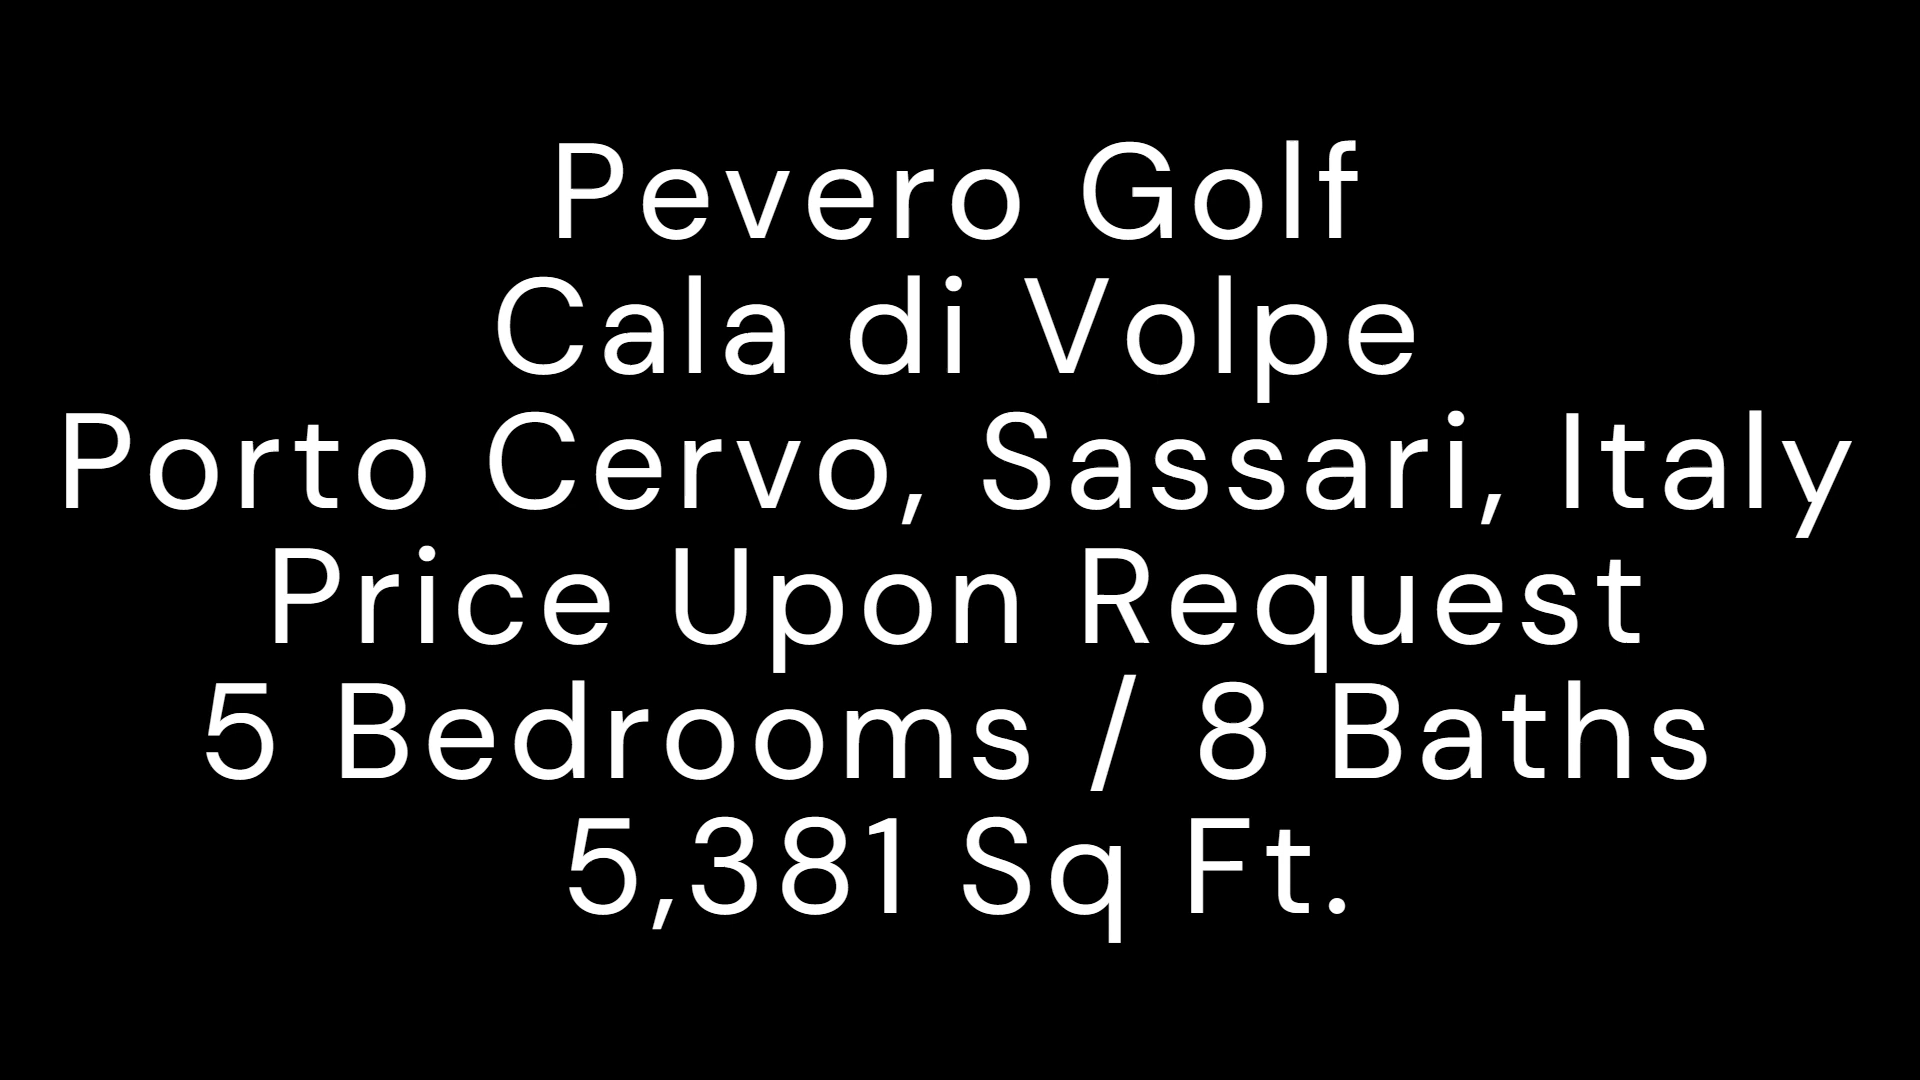 Pevero Golf
Cala di Volpe
Porto Cervo, Sassari, Italy
Price Upon Request
5 Bedrooms / 8 Baths
5,381 Sq Ft.